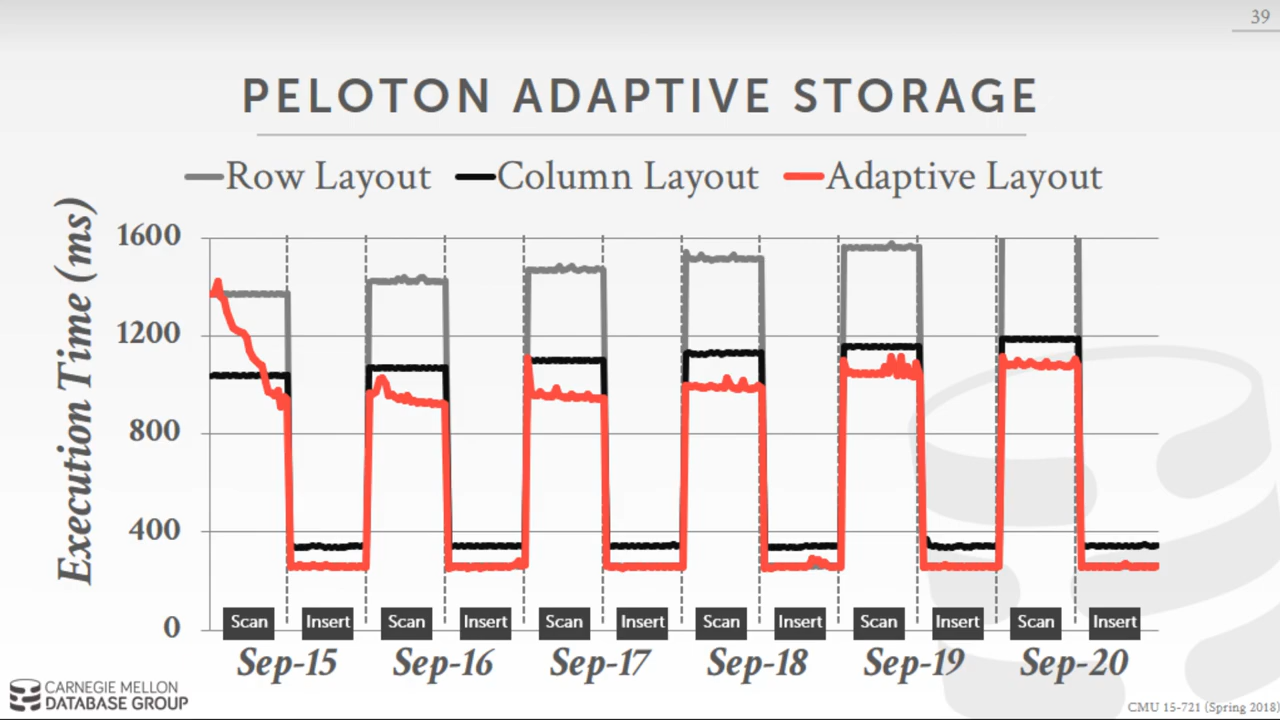 39
PELOTON ADAPTIVE STORAGE
Row Layout Column Layout Adaptive Layout
Execution Time (ms)
1600
1200
800
400
0
Scan Insert Scan Insert Scan Insert Scan Insert Scan Insert Scan Insert
Sep-15 Sep-16 Sep-17 Sep-18 Sep-19 Sep-20
CARNEGIE MELLON
DATABASE GROUP
CMU 15-721 (Spring 2018)